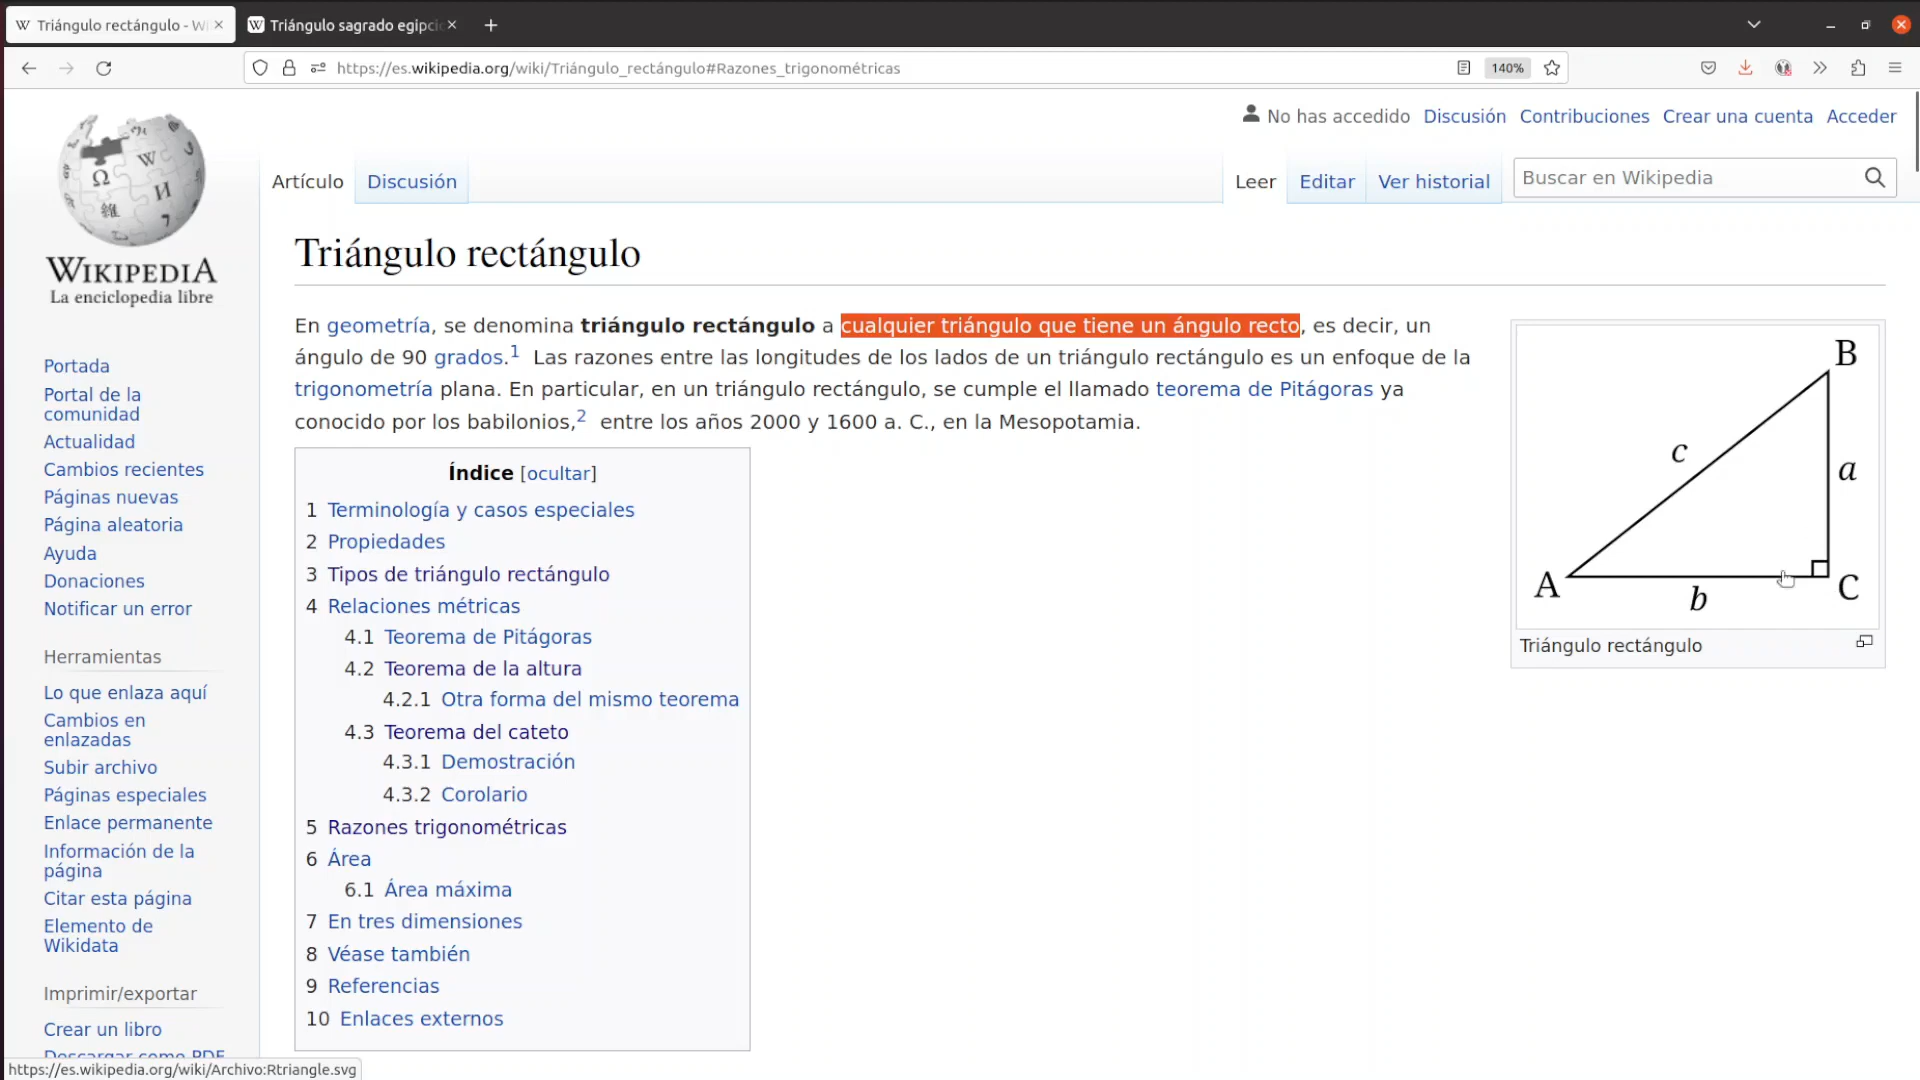 Triángulo rectángulo - W
Triángulo sagrado egipcio
https://es.wikipedia.org/wiki/Triángulo_rectángulo#Razones_trigonométricas
140%
No has accedido Discusión Contribuciones Crear una cuenta Acceder
Artículo Discusión Leer Editar Ver historial Buscar en Wikipedia
WIKIPEDIA
La enciclopedia libre
Portada
Portal de la
comunidad
Actualidad
Cambios recientes
Páginas nuevas
Página aleatoria
Ayuda
Donaciones
Notificar un error
Herramientas
Lo que enlaza aquí
Cambios en
enlazadas
Subir archivo
Páginas especiales
Enlace permanente
Información de la
página
Citar esta página
Elemento de
Wikidata
Imprimir/exportar
Crear un libro
Descargar como PDF
Triángulo rectángulo
En geometría, se denomina triángulo rectángulo a cualquier triángulo que tiene un ángulo recto, es decir, un
ángulo de 90 grados.1 Las razones entre las longitudes de los lados de un triángulo rectángulo es un enfoque de la
trigonometría plana. En particular, en un triángulo rectángulo, se cumple el llamado teorema de Pitágoras ya
conocido por los babilonios,2 entre los años 2000 y 1600 a. C., en la Mesopotamia.
Índice [ocultar]
1 Terminología y casos especiales
2 Propiedades
3 Tipos de triángulo rectángulo
4 Relaciones métricas
4.1 Teorema de Pitágoras
4.2 Teorema de la altura
4.2.1 Otra forma del mismo teorema
4.3 Teorema del cateto
4.3.1 Demostración
4.3.2 Corolario
5 Razones trigonométricas
6 Área
6.1 Área máxima
7 En tres dimensiones
8 Véase también
9 Referencias
10 Enlaces externos
B
c
a
A
b
C
Triángulo rectángulo
https://es.wikipedia.org/wiki/Archivo:Rtriangle.svg